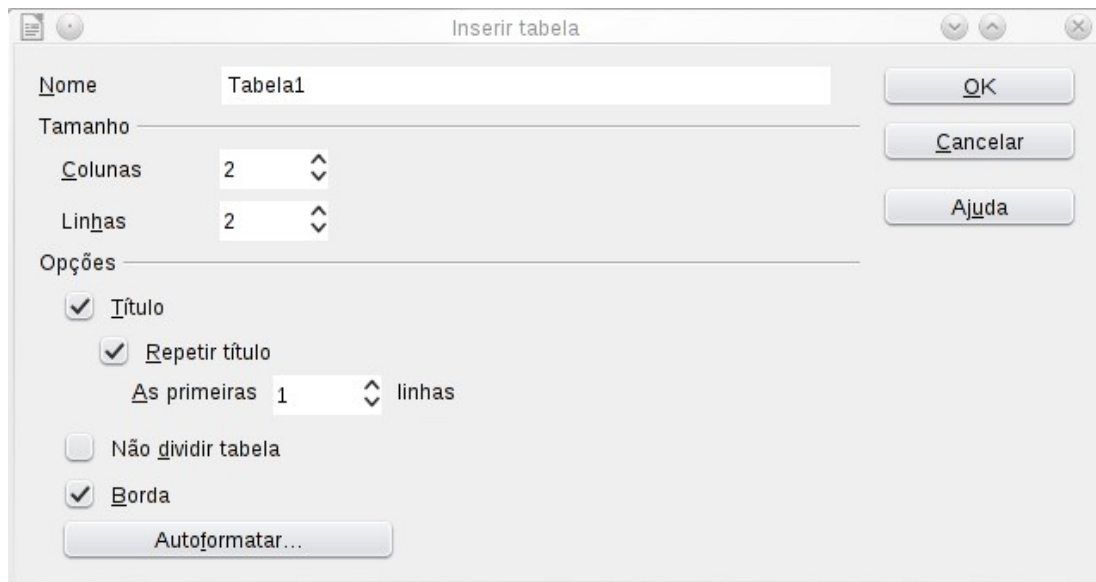 Inserir tabela
Nome Tabela1 OK
Tamanho
Cancelar
Colunas 2
Linhas 2 Ajuda
Opções
Título
Repetir título
As primeiras 1 linhas
Não dividir tabela
Borda
Autoformatar...